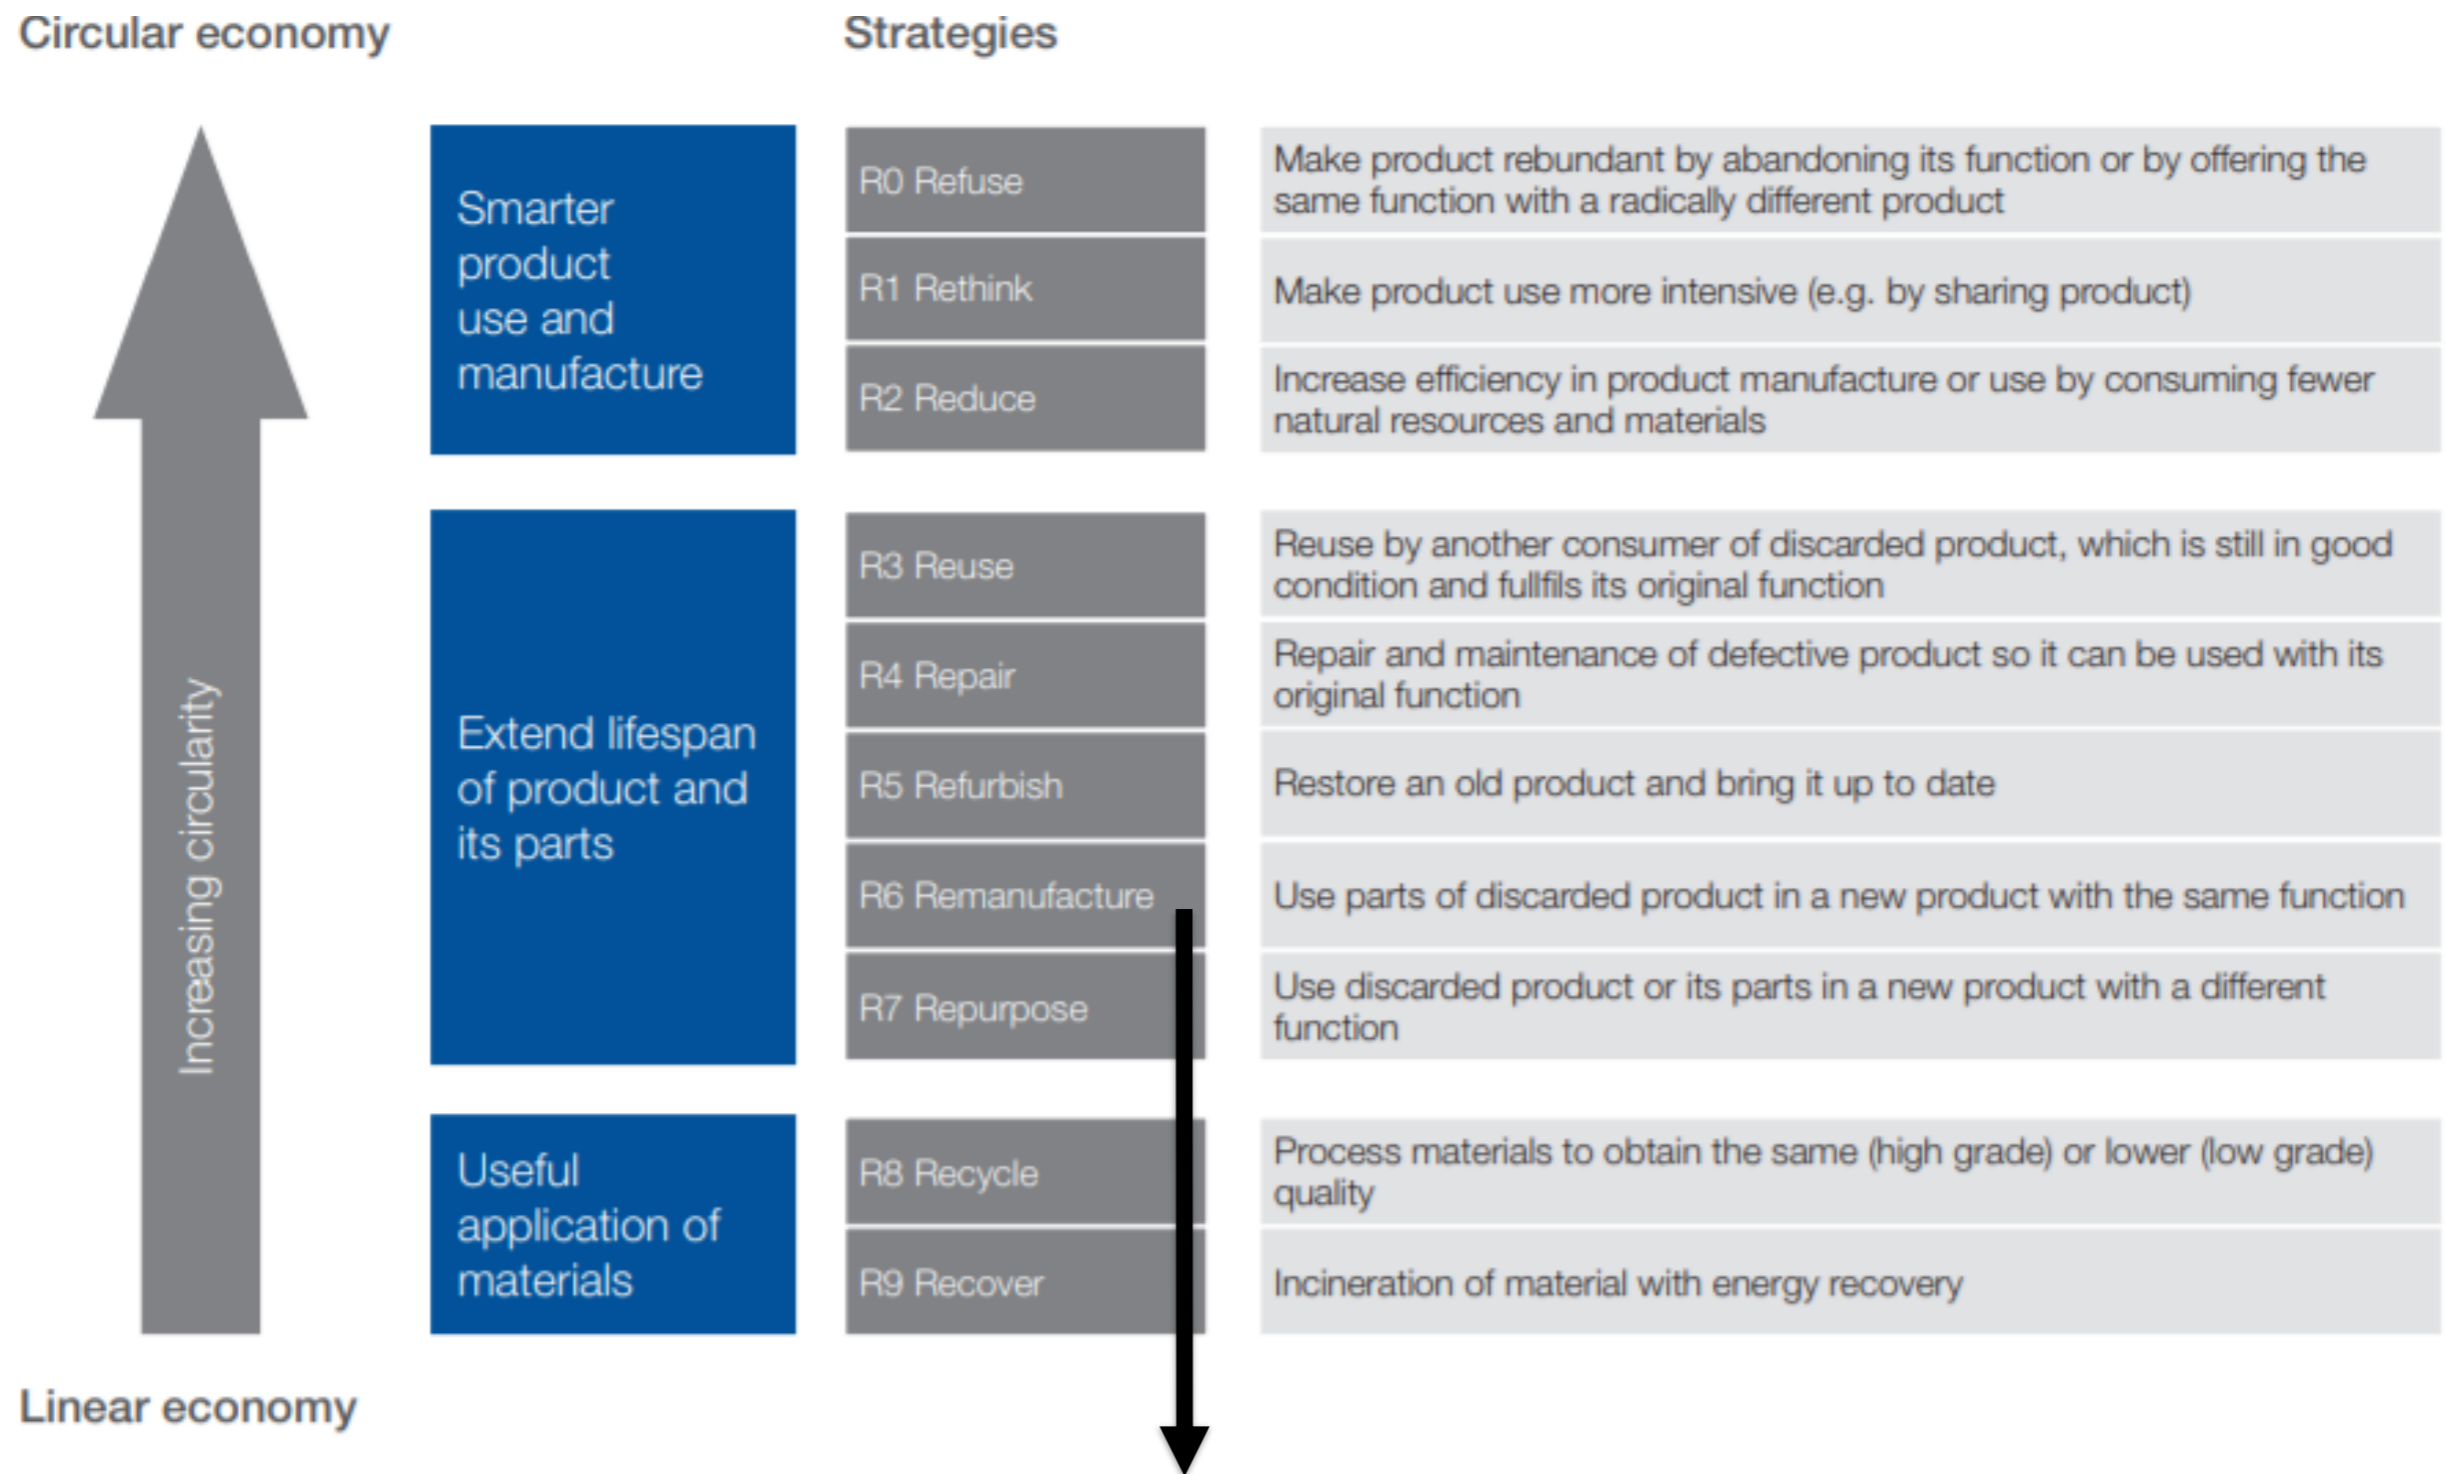 Circular economy
Strategies
Increasing circularity
Smarter
product
use and
manufacture
R0 Refuse
Make product rebundant by abandoning its function or by offering the
same function with a radically different product
R1 Rethink
Make product use more intensive (e.g. by sharing product)
R2 Reduce
Increase efficiency in product manufacture or use by consuming fewer
natural resources and materials
Extend lifespan
of product and
its parts
R3 Reuse
Reuse by another consumer of discarded product, which is still in good
condition and fullfils its original function
R4 Repair
Repair and maintenance of defective product so it can be used with its
original function
R5 Refurbish
Restore an old product and bring it up to date
R6 Remanufacture
Use parts of discarded product in a new product with the same function
R7 Repurpose
Use discarded product or its parts in a new product with a different
function
Useful
application of
materials
R8 Recycle
Process materials to obtain the same (high grade) or lower (low grade)
quality
R9 Recover
Incineration of material with energy recovery
Linear economy